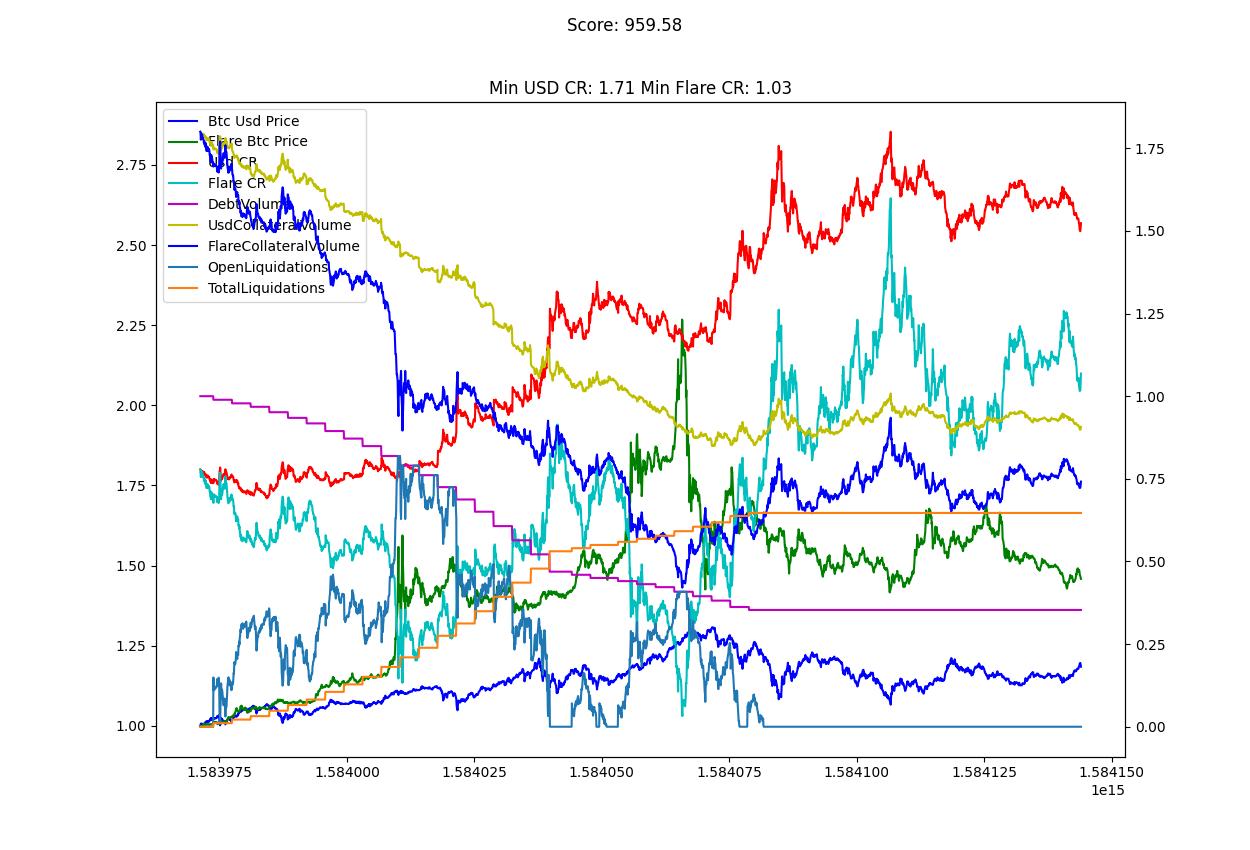 Score: 959.58
Min USD CR: 1.71 Min Flare CR: 1.03
Btc Usd Price
Flare Btc Price
Usd CR
Flare CR
DebtVolume
UsdCollateralVolume
FlareCollateralVolume
OpenLiquidations
TotalLiquidations
2.75
2.50
2.25
2.00
1.75
1.50
1.25
1.00
1.75
1.50
1.25
1.00
0.75
0.50
0.25
0.00
1.583975 1.584000 1.584025 1.584050 1.584075 1.584100 1.584125 1.584150
1e15